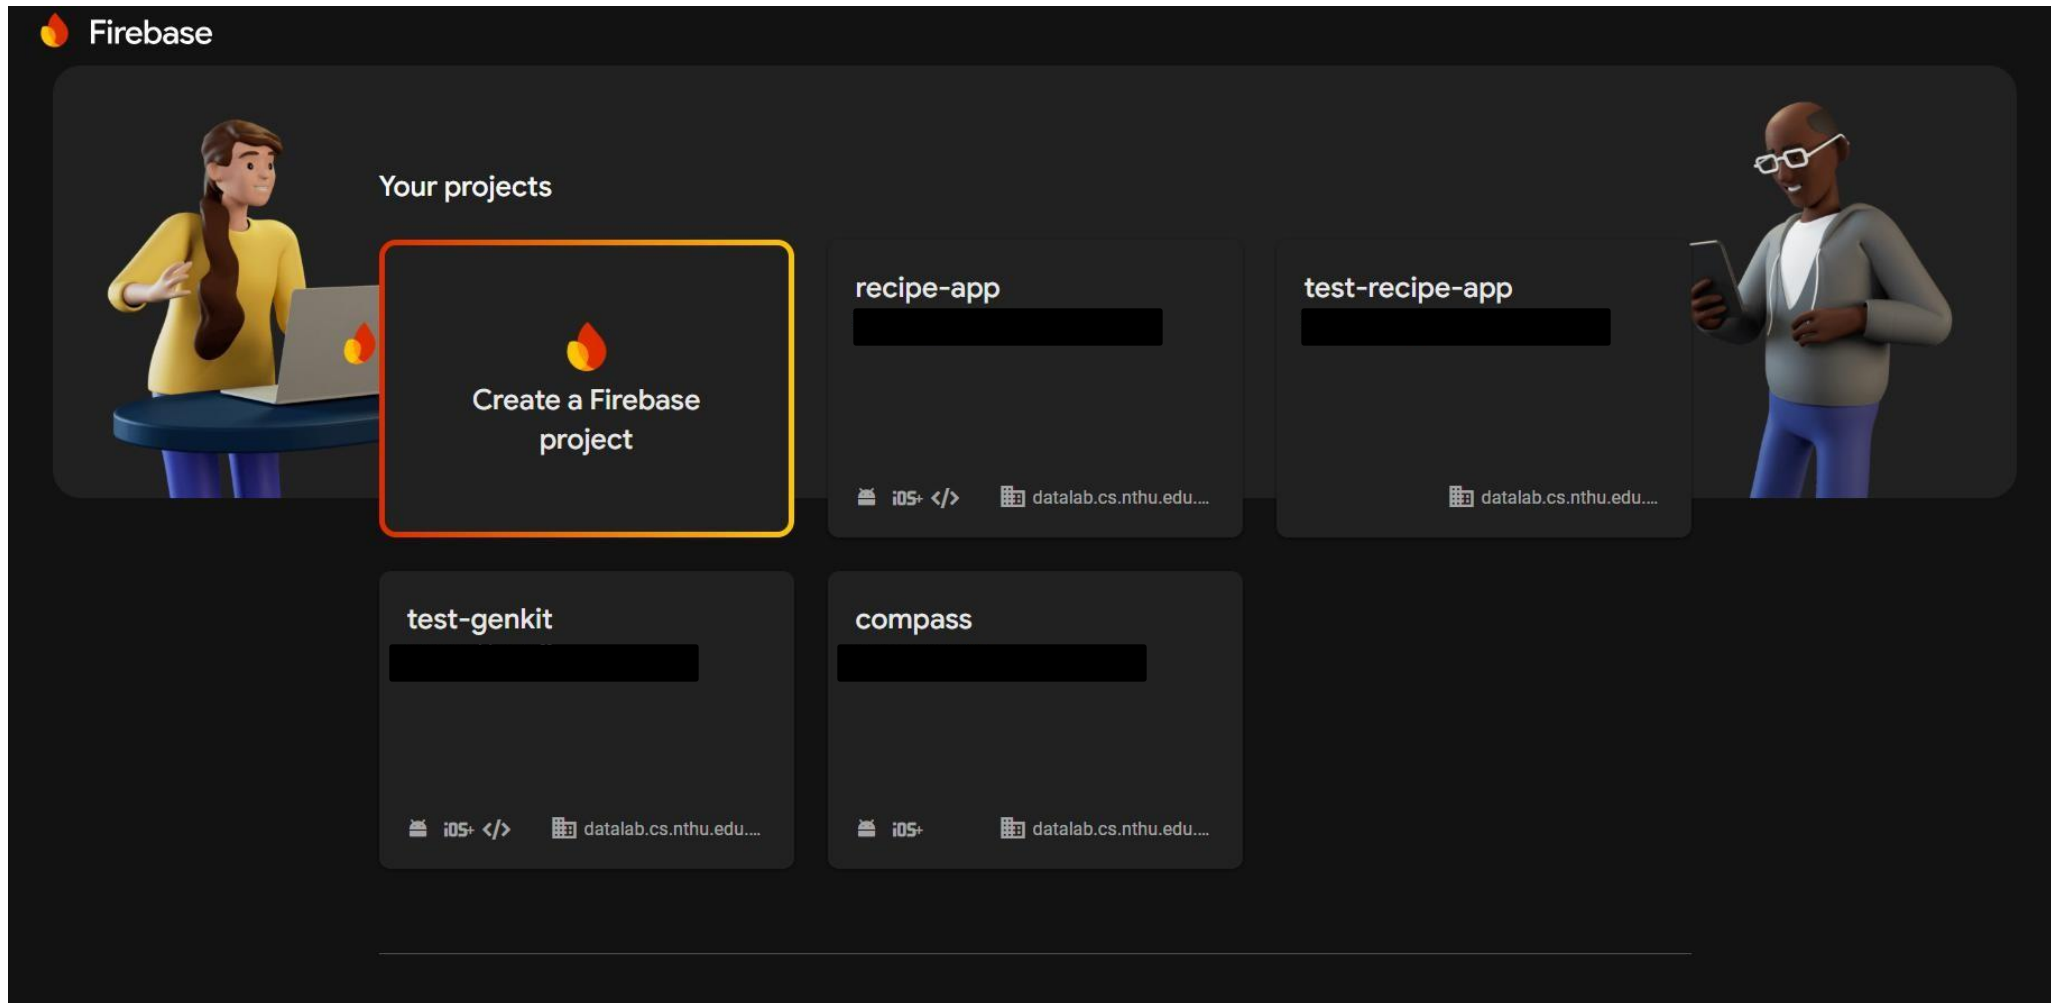 Firebase
Your projects
Create a Firebase
project
recipe-app
iOS+ </> datalab.cs.nthu.edu....
test-recipe-app
datalab.cs.nthu.edu....
test-genkit
iOS+ </> datalab.cs.nthu.edu....
compass
iOS+ datalab.cs.nthu.edu....